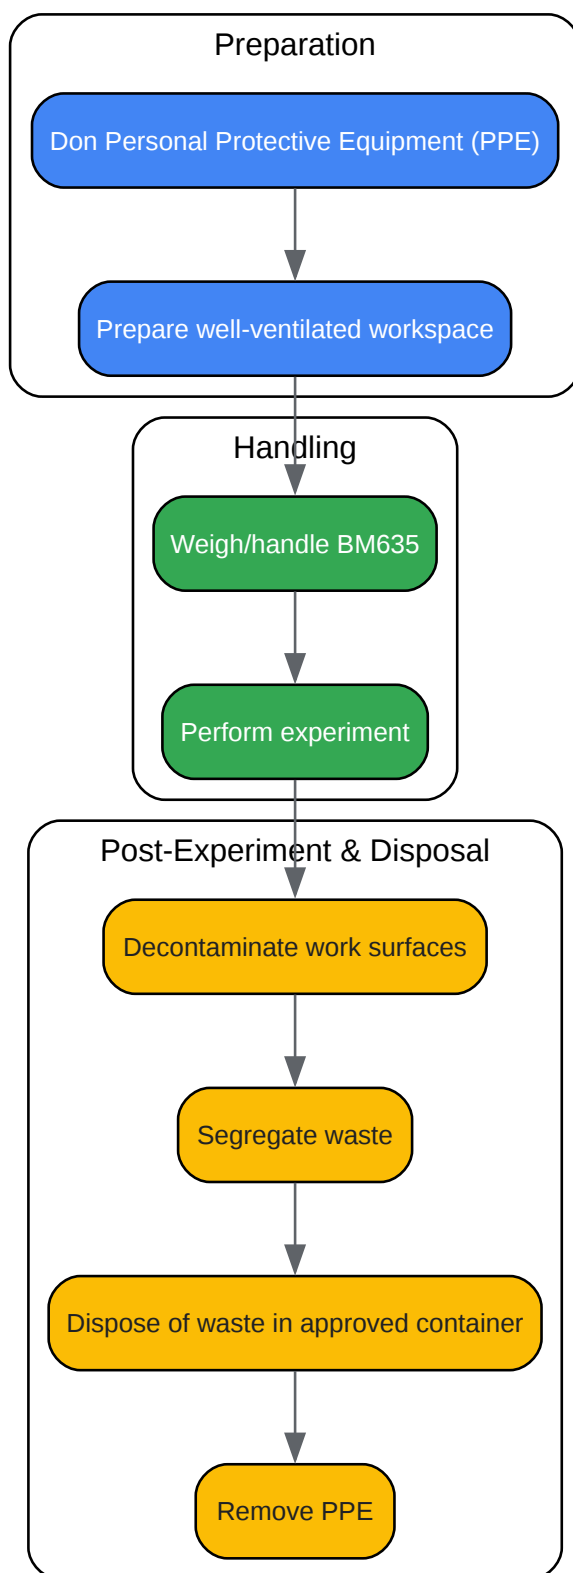 Preparation
Don Personal Protective Equipment (PPE)
Prepare well-ventilated workspace
Handling
Weigh/handle BM635
Perform experiment
Post-Experiment & Disposal
Decontaminate work surfaces
Segregate waste
Dispose of waste in approved container
Remove PPE